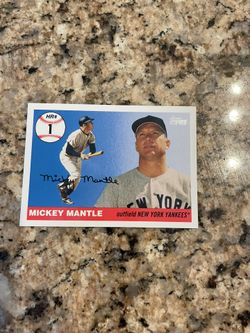 HR#
1
Topps
NEW YORK
Mickey Mantle
MICKEY MANTLE
outfield NEW YORK YANKEES®